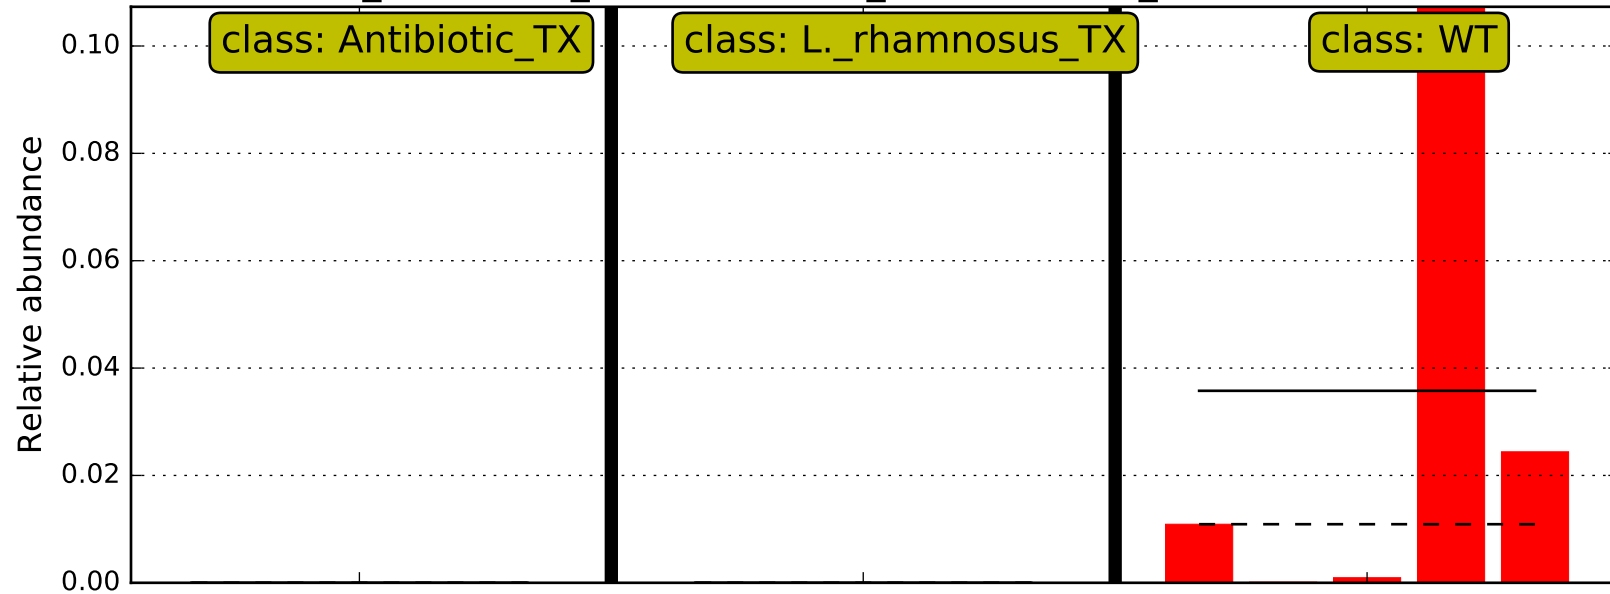 class: Antibiotic_TX
class: L._rhamnosus_TX
class: WT
Relative abundance
0.10
0.08
0.06
0.04
0.02
0.00